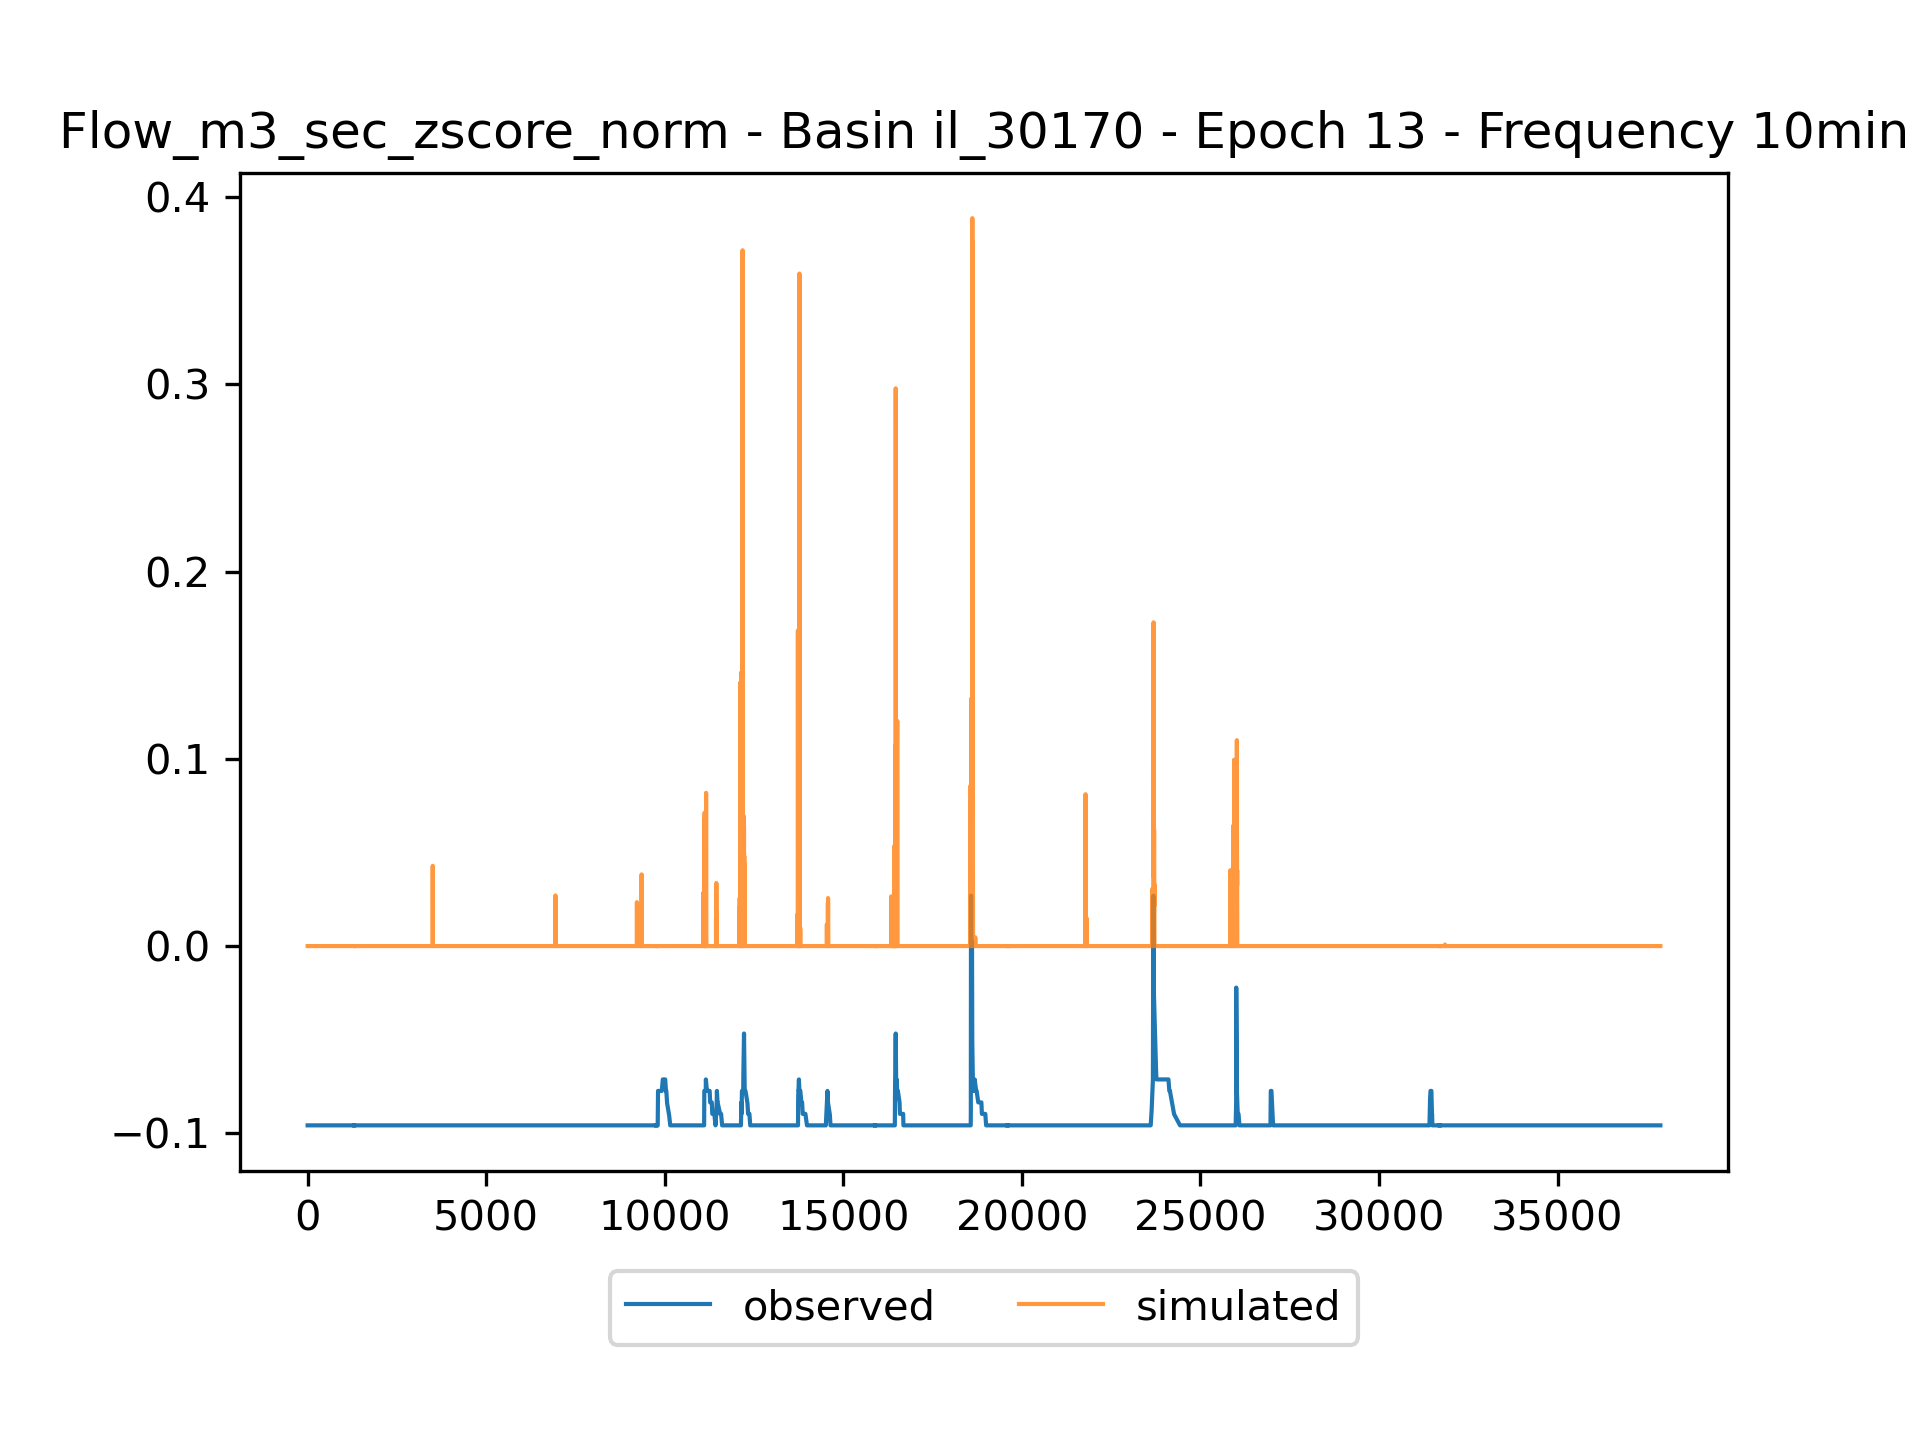 Flow_m3_sec_zscore_norm - Basin il_30170 - Epoch 13 - Frequency 10min
0.4
0.3
0.2
0.1
0.0
−0.1
0 5000 10000 15000 20000 25000 30000 35000
observed simulated